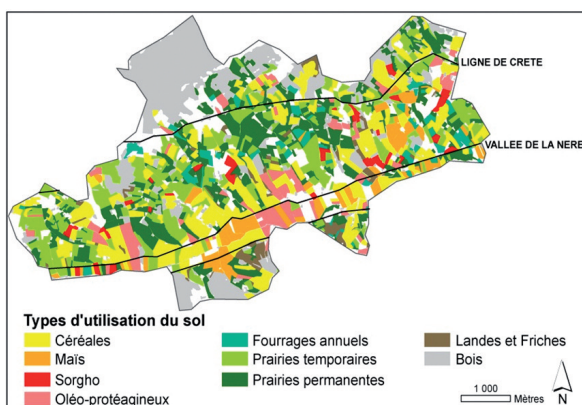 LIGNE DE CRETE
VALLEE DE LA NERE
Types d'utilisation du sol
Céréales
Maïs
Sorgho
Oléo-protéagineux
Fourrages annuels
Prairies temporaires
Prairies permanentes
Landes et Friches
Bois
1 000
Mètres
N